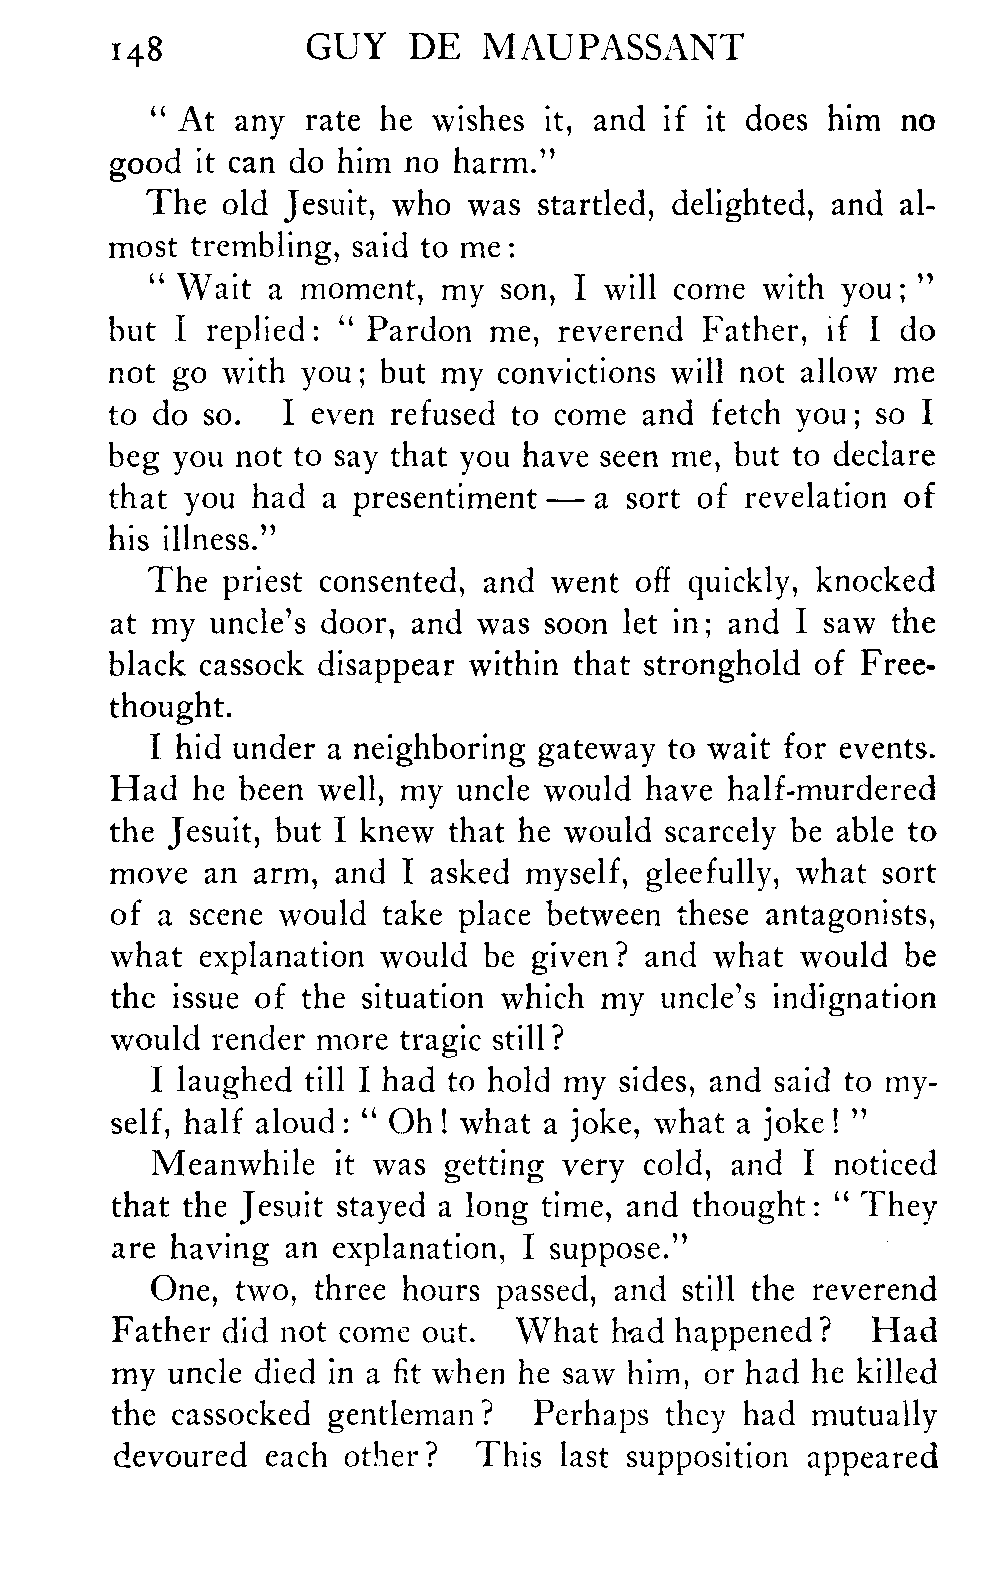 148 GUY DE MAUPASSANT
“ At any rate he wishes it, and if it does him no
good it can do him no harm.”
The old Jesuit, who was startled, delighted, and al-
most trembling, said to me:
“ Wait a moment, my son, I will come with you; ”
but I replied: “ Pardon me, reverend Father, if I do
not go with you; but my convictions will not allow me
to do so. I even refused to come and fetch you; so I
beg you not to say that you have seen me, but to declare
that you had a presentiment — a sort of revelation of
his illness.”
The priest consented, and went off quickly, knocked
at my uncle’s door, and was soon let in; and I saw the
black cassock disappear within that stronghold of Free-
thought.
I hid under a neighboring gateway to wait for events.
Had he been well, my uncle would have half-murdered
the Jesuit, but I knew that he would scarcely be able to
move an arm, and I asked myself, gleefully, what sort
of a scene would take place between these antagonists,
what explanation would be given? and what would be
the issue of the situation which my uncle’s indignation
would render more tragic still?
I laughed till I had to hold my sides, and said to my-
self, half aloud: “ Oh! what a joke, what a joke! ”
Meanwhile it was getting very cold, and I noticed
that the Jesuit stayed a long time, and thought: “ They
are having an explanation, I suppose.”
One, two, three hours passed, and still the reverend
Father did not come out. What had happened? Had
my uncle died in a fit when he saw him, or had he killed
the cassocked gentleman? Perhaps they had mutually
devoured each other? This last supposition appeared